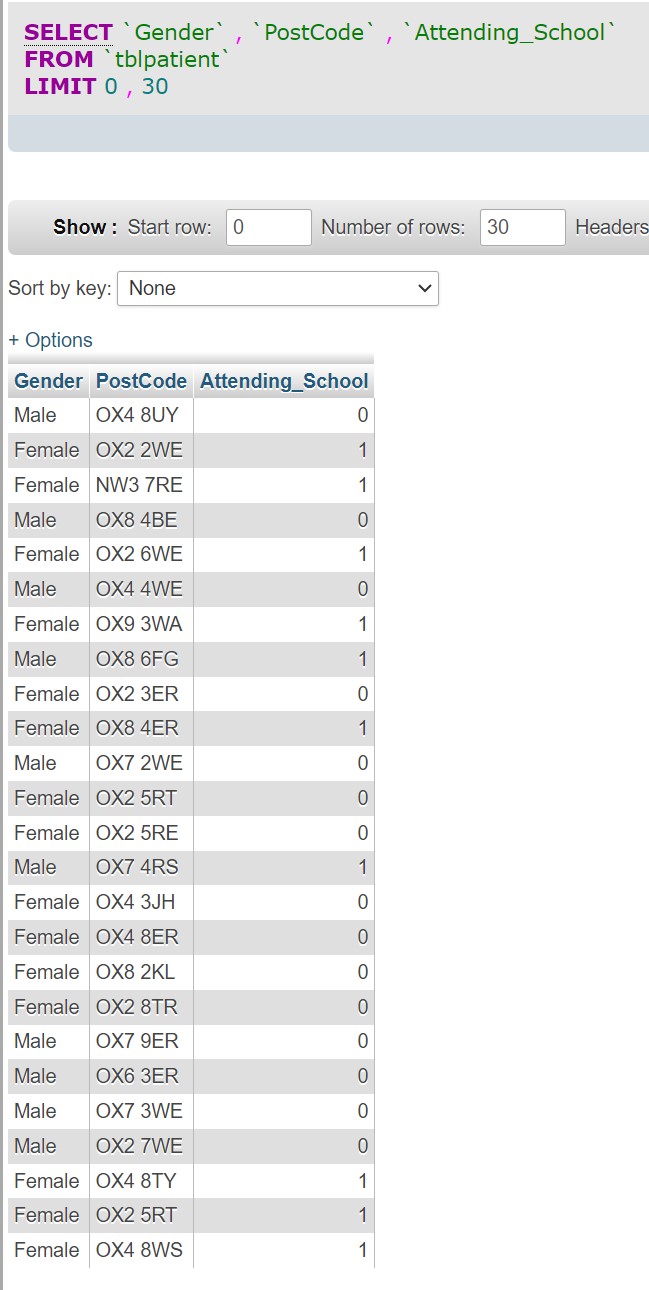 SELECT `Gender` , `PostCode` , `Attending_School`
FROM `tblpatient`
LIMIT 0 , 30
Show : Start row: 0 Number of rows: 30 Headers
Sort by key: None
+ Options
Gender PostCode Attending_School
Male OX4 8UY 0
Female OX2 2WE 1
Female NW3 7RE 1
Male OX8 4BE 0
Female OX2 6WE 1
Male OX4 4WE 0
Female OX9 3WA 1
Male OX8 6FG 1
Female OX2 3ER 0
Female OX8 4ER 1
Male OX7 2WE 0
Female OX2 5RT 0
Female OX2 5RE 0
Male OX7 4RS 1
Female OX4 3JH 0
Female OX4 8ER 0
Female OX8 2KL 0
Female OX2 8TR 0
Male OX7 9ER 0
Male OX6 3ER 0
Male OX7 3WE 0
Male OX2 7WE 0
Female OX4 8TY 1
Female OX2 5RT 1
Female OX4 8WS 1